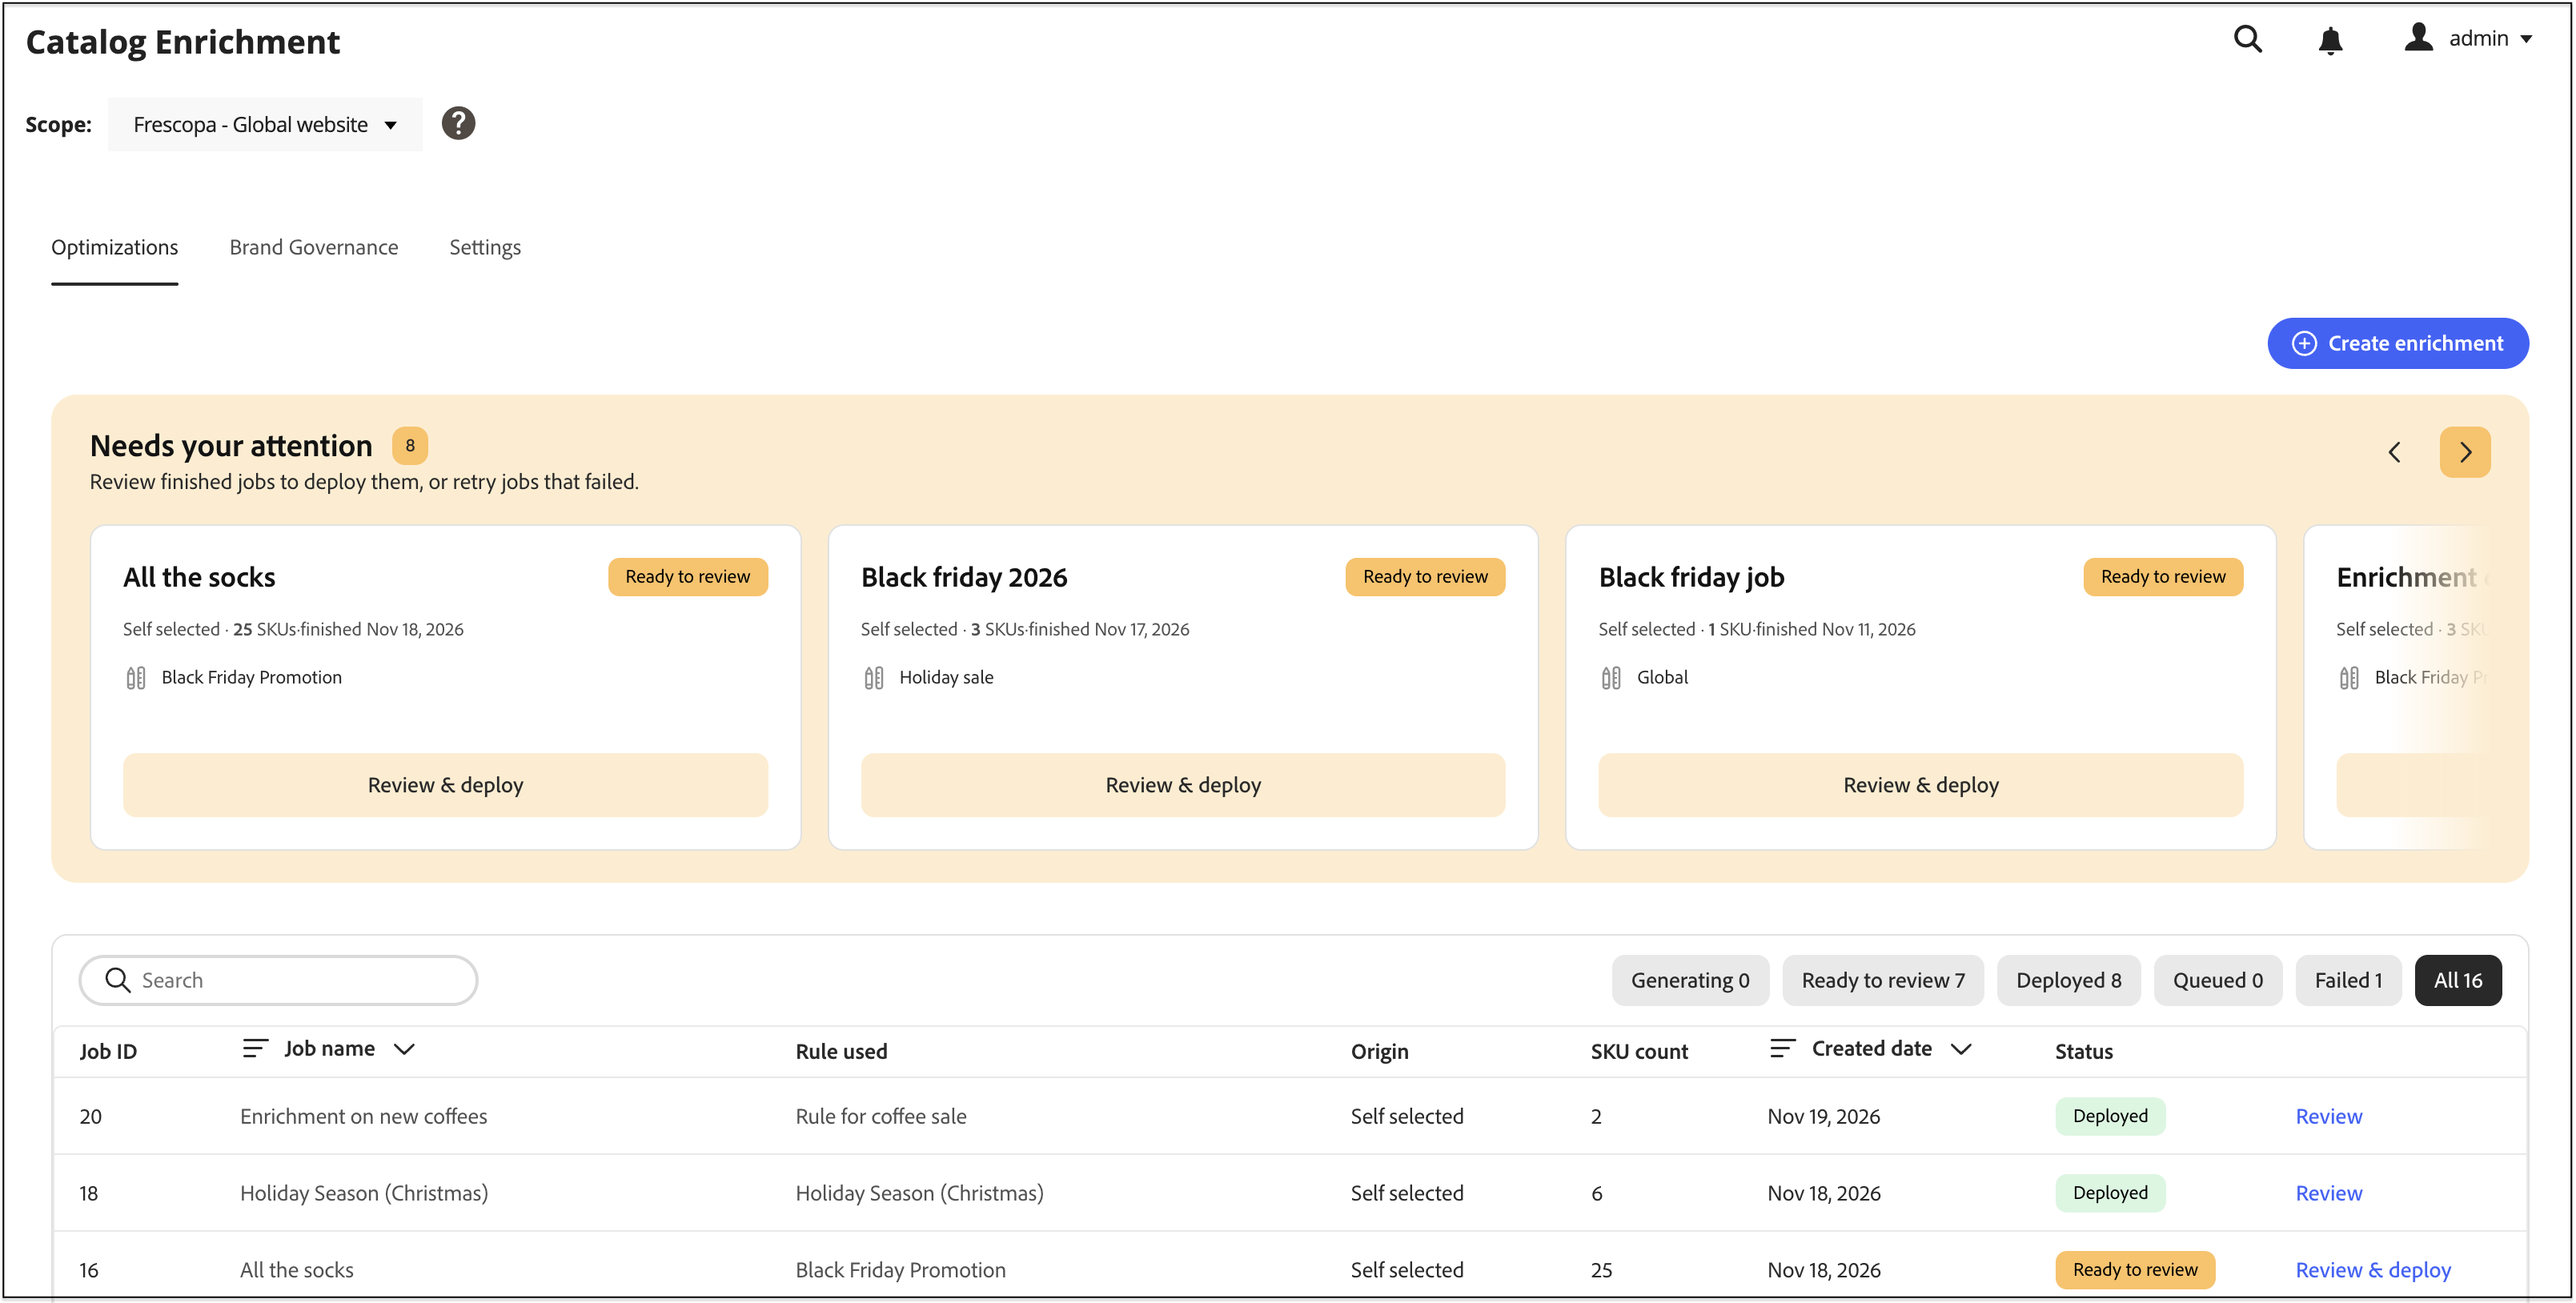 Catalog Enrichment
admin
Scope: Frescopa - Global website
Optimizations Brand Governance Settings
Create enrichment
Needs your attention 8
Review finished jobs to deploy them, or retry jobs that failed.
All the socks Ready to review
Self selected · 25 SKUs·finished Nov 18, 2026
Black Friday Promotion
Review & deploy
Black friday 2026 Ready to review
Self selected · 3 SKUs·finished Nov 17, 2026
Holiday sale
Review & deploy
Black friday job Ready to review
Self selected · 1 SKU·finished Nov 11, 2026
Global
Review & deploy
Enrichment
Self selected · 3
Black Friday
Search
Generating 0 Ready to review 7 Deployed 8 Queued 0 Failed 1 All 16
Job ID Job name Rule used Origin SKU count Created date Status
20 Enrichment on new coffees Rule for coffee sale Self selected 2 Nov 19, 2026 Deployed Review
18 Holiday Season (Christmas) Holiday Season (Christmas) Self selected 6 Nov 18, 2026 Deployed Review
16 All the socks Black Friday Promotion Self selected 25 Nov 18, 2026 Ready to review Review & deploy